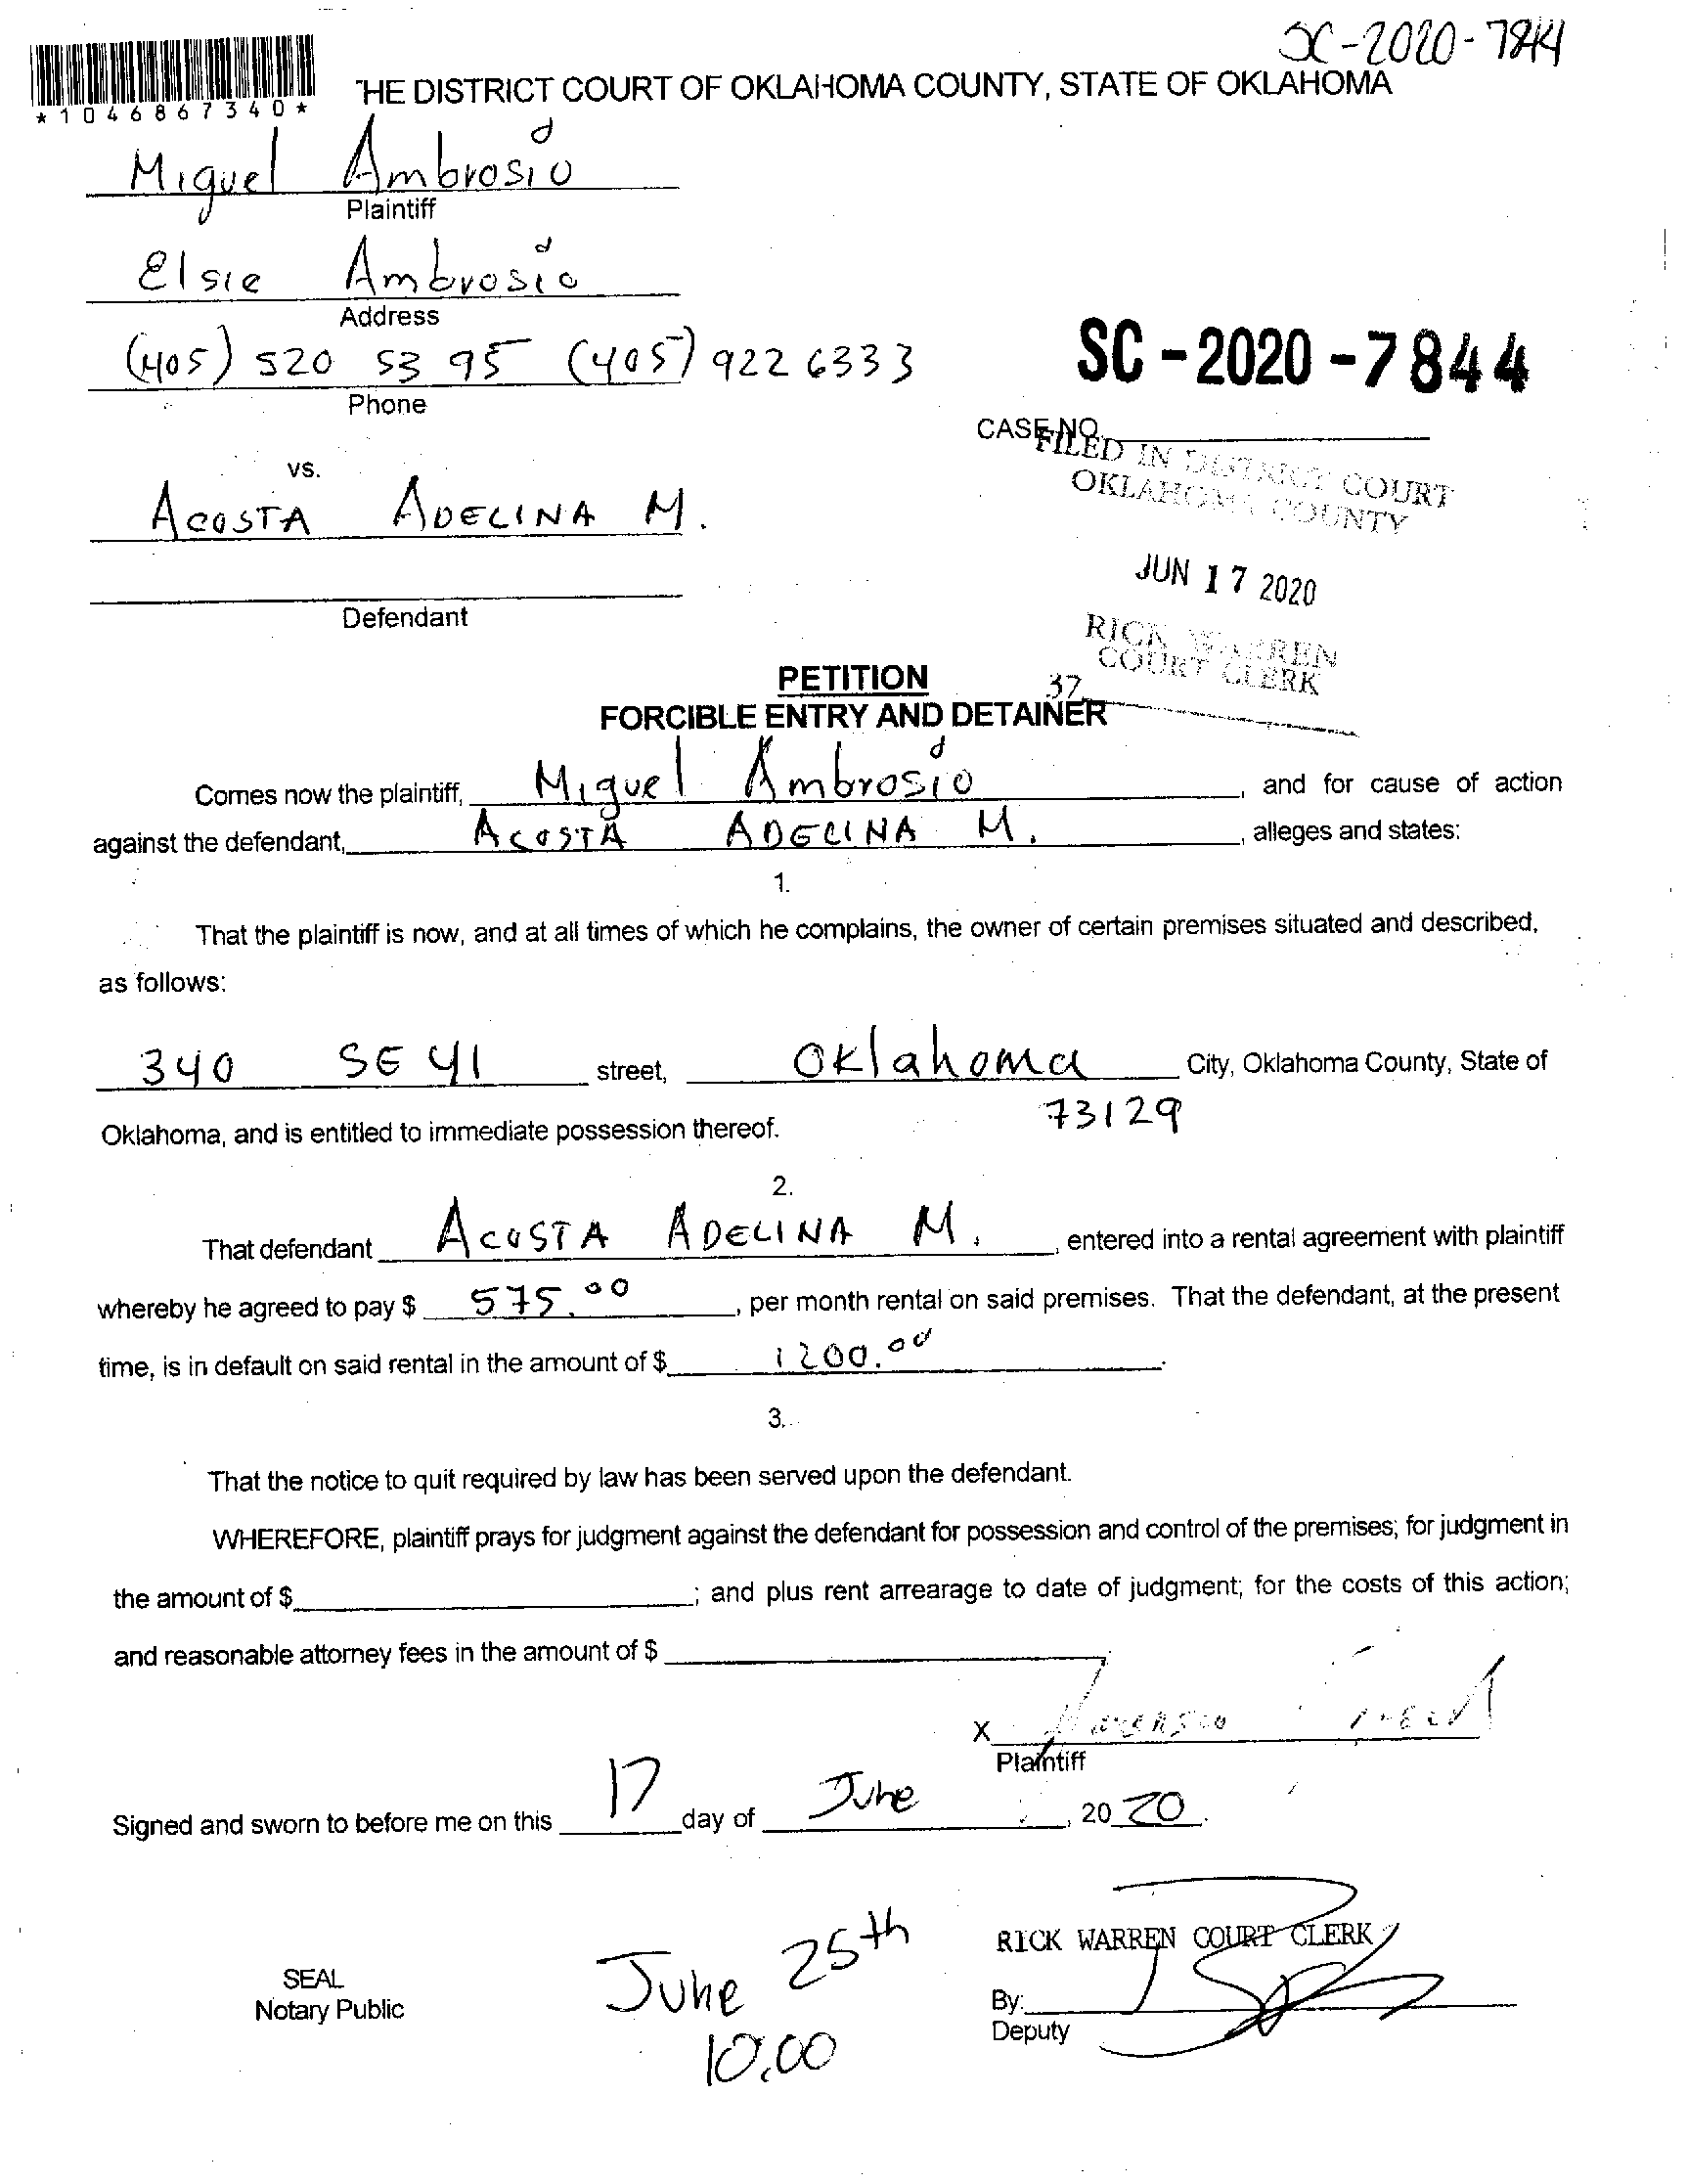 SC-2020-7844
THE DISTRICT COURT OF OKLAHOMA COUNTY, STATE OF OKLAHOMA
*1046867340*
Miguel Ambrosio
Plaintiff
Elsie Ambrosio
Address
(405) 520 53 95 (405) 922 6333
Phone
SC-2020-7844
CASE NO.
FILED IN DISTRICT COURT
OKLAHOMA COUNTY
vs.
ACOSTA ADELINA M.
JUN 17 2020
Defendant
RICK WARREN
COURT CLERK
37
PETITION
FORCIBLE ENTRY AND DETAINER
Comes now the plaintiff, Miguel Ambrosio, and for cause of action
against the defendant, ACOSTA ADELINA M., alleges and states:
1.
That the plaintiff is now, and at all times of which he complains, the owner of certain premises situated and described,
as follows:
340 SE 41 street, Oklahoma City, Oklahoma County, State of
73129
Oklahoma, and is entitled to immediate possession thereof.
2.
That defendant ACOSTA ADELINA M., entered into a rental agreement with plaintiff
whereby he agreed to pay $ 575.00, per month rental on said premises. That the defendant, at the present
time, is in default on said rental in the amount of $ 1200.00.
3.
That the notice to quit required by law has been served upon the defendant.
WHEREFORE, plaintiff prays for judgment against the defendant for possession and control of the premises; for judgment in
the amount of $ ; and plus rent arrearage to date of judgment; for the costs of this action;
and reasonable attorney fees in the amount of $
X
Plaintiff
Signed and sworn to before me on this 17 day of June, 2020.
RICK WARREN COURT CLERK
SEAL
Notary Public
June 25th
10:00
By:
Deputy